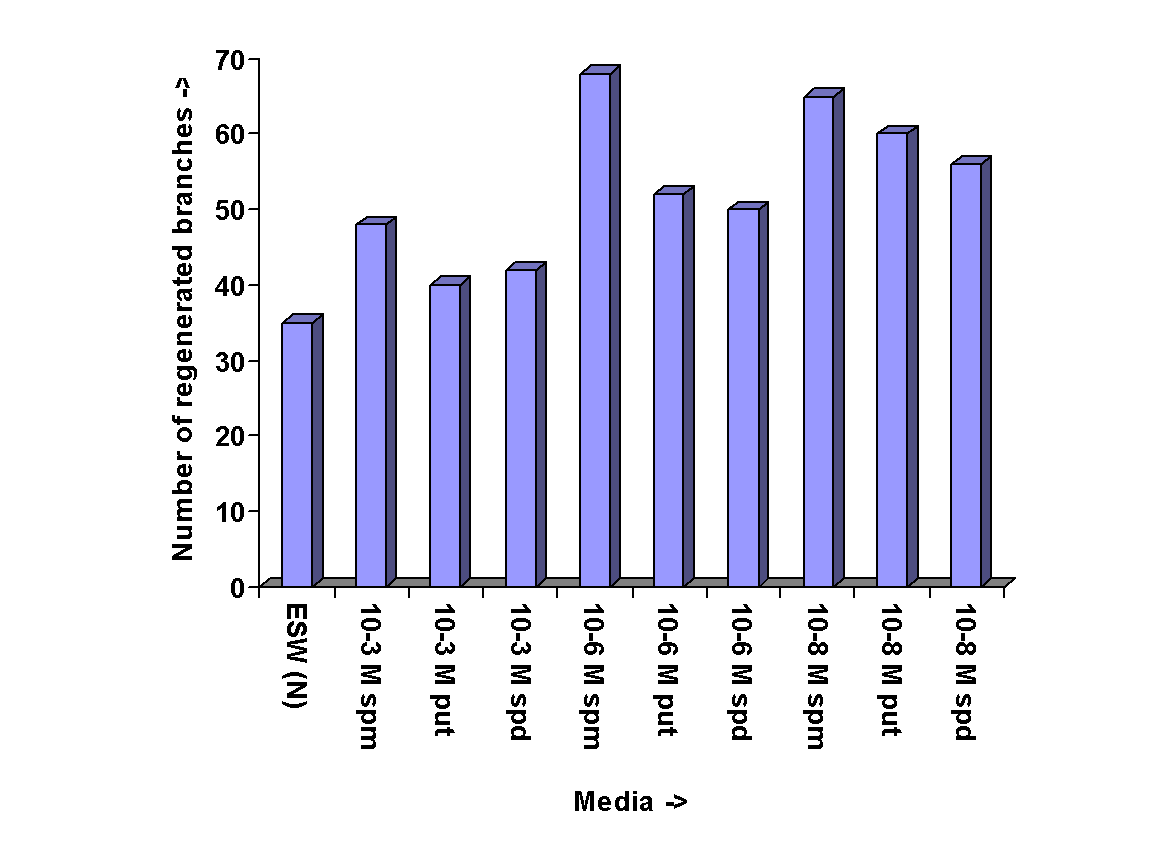 Number of regenerated branches ->
70
60
50
40
30
20
10
0
ESW (N)
10-3 M spm
10-3 M put
10-3 M spd
10-6 M spm
10-6 M put
10-6 M spd
10-8 M spm
10-8 M put
10-8 M spd
Media ->